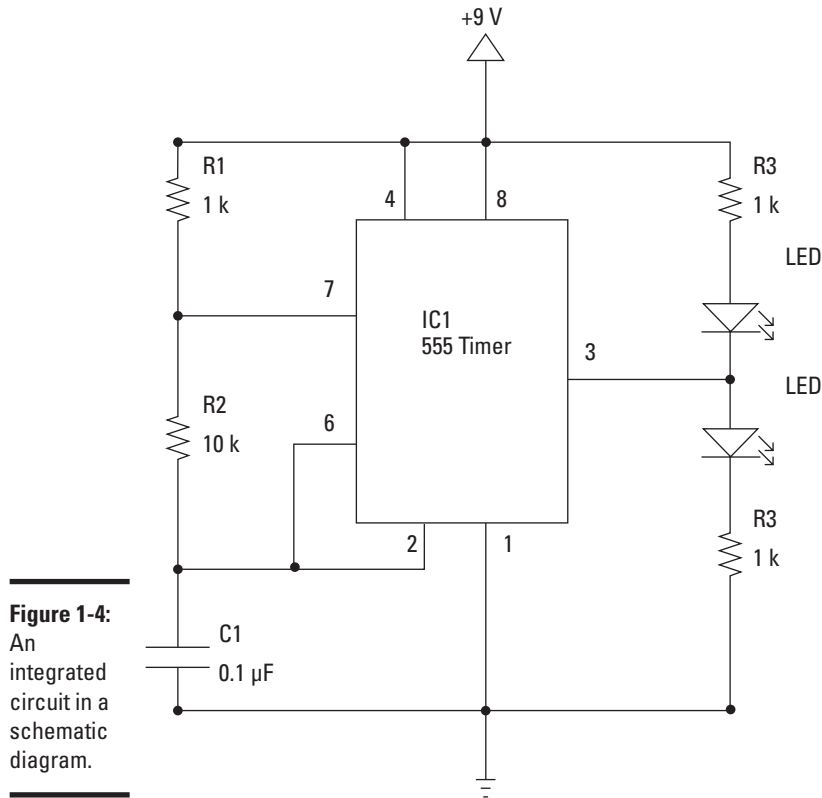 +9 V
R1
1 k
4
8
R3
1 k
LED
7
IC1
555 Timer
3
LED
R2
10 k
6
2
1
R3
1 k
C1
0.1 µF
Figure 1-4:
An
integrated
circuit in a
schematic
diagram.